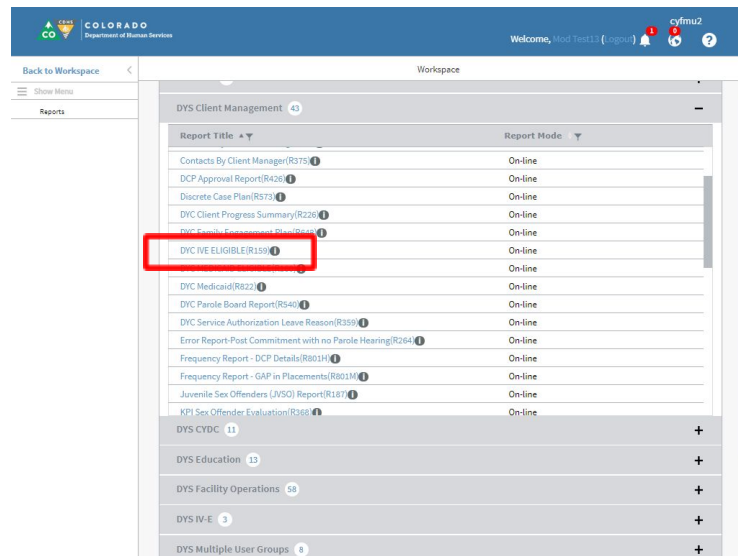 cyfmu2
CO
CDHS
COLORADO
Department of Human Services
Welcome, Mod Test13 (Logout)
1
0
?
Back to Workspace
Workspace
Show Menu
Reports
DYS Client Management 43
Report Title
Report Mode
Contacts By Client Manager(R375) On-line
DCP Approval Report(R426) On-line
Discrete Case Plan(R573) On-line
DYC Client Progress Summary(R226) On-line
DYC Family Engagement Plan(R648) On-line
DYC IVE ELIGIBLE(R159) On-line
On-line
DYC Medicaid(R822) On-line
DYC Parole Board Report(R540) On-line
DYC Service Authorization Leave Reason(R359) On-line
Error Report-Post Commitment with no Parole Hearing(R264) On-line
Frequency Report - DCP Details(R801H) On-line
Frequency Report - GAP in Placements(R801M) On-line
Juvenile Sex Offenders (JVSO) Report(R187) On-line
KPI Sex Offender Evaluation(R368) On-line
DYS CYDC 11
DYS Education 13
DYS Facility Operations 58
DYS IV-E 3
DYS Multiple User Groups 8